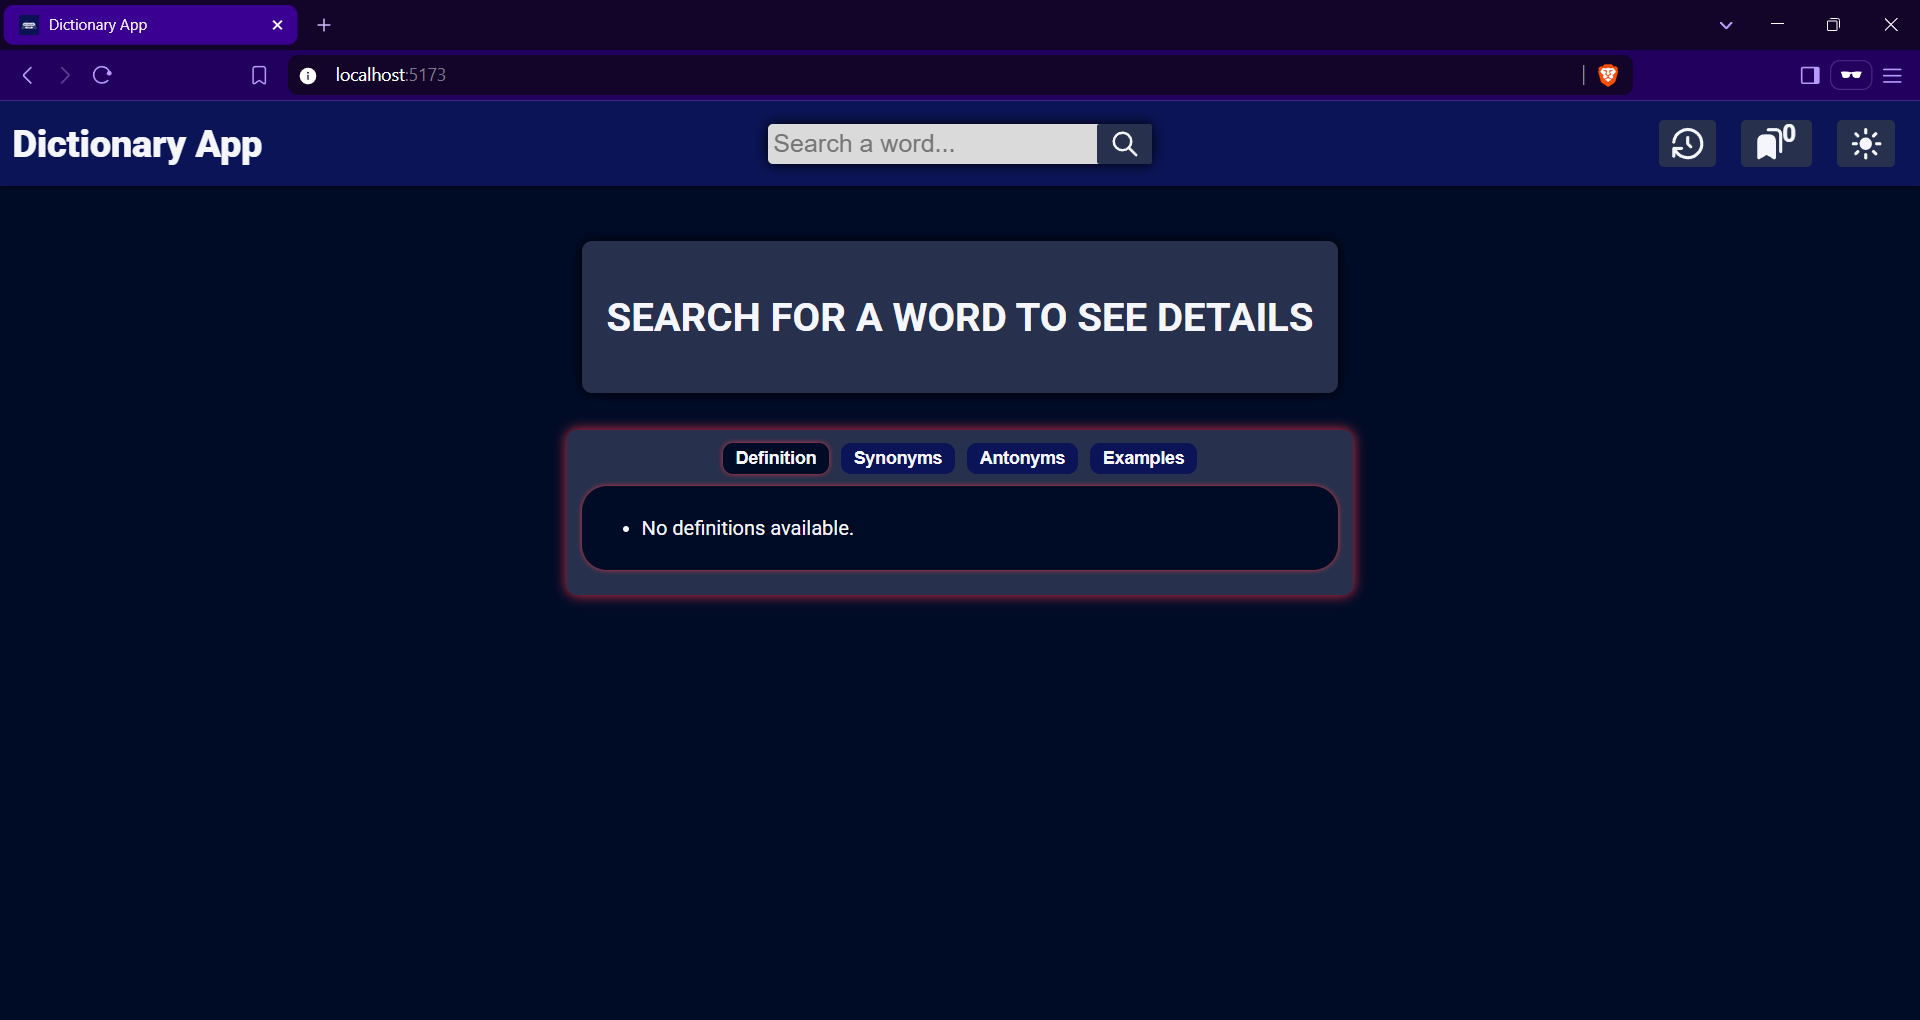 Dictionary App
localhost:5173
Dictionary App
Search a word...
0
SEARCH FOR A WORD TO SEE DETAILS
Definition Synonyms Antonyms Examples
• No definitions available.